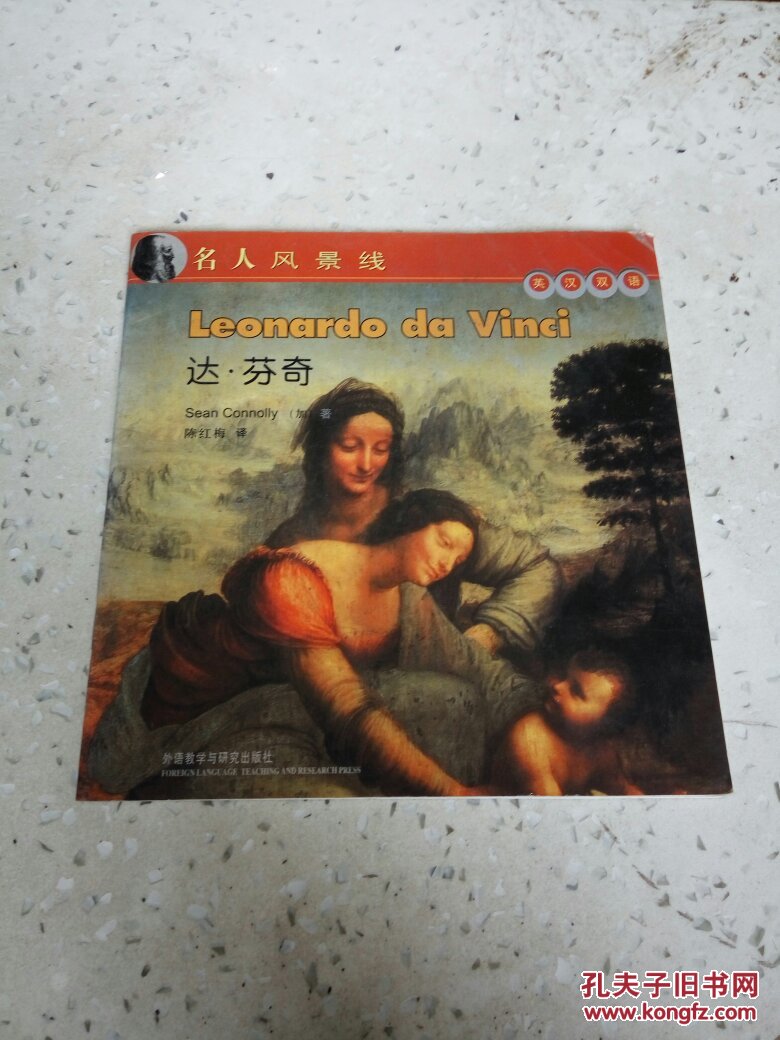 名人风景线
英汉双语
Leonardo da Vinci
达·芬奇
Sean Connolly （加）著
陈红梅 译
外语教学与研究出版社
FOREIGN LANGUAGE TEACHING AND RESEARCH PRESS
孔夫子旧书网
www.kongfz.com